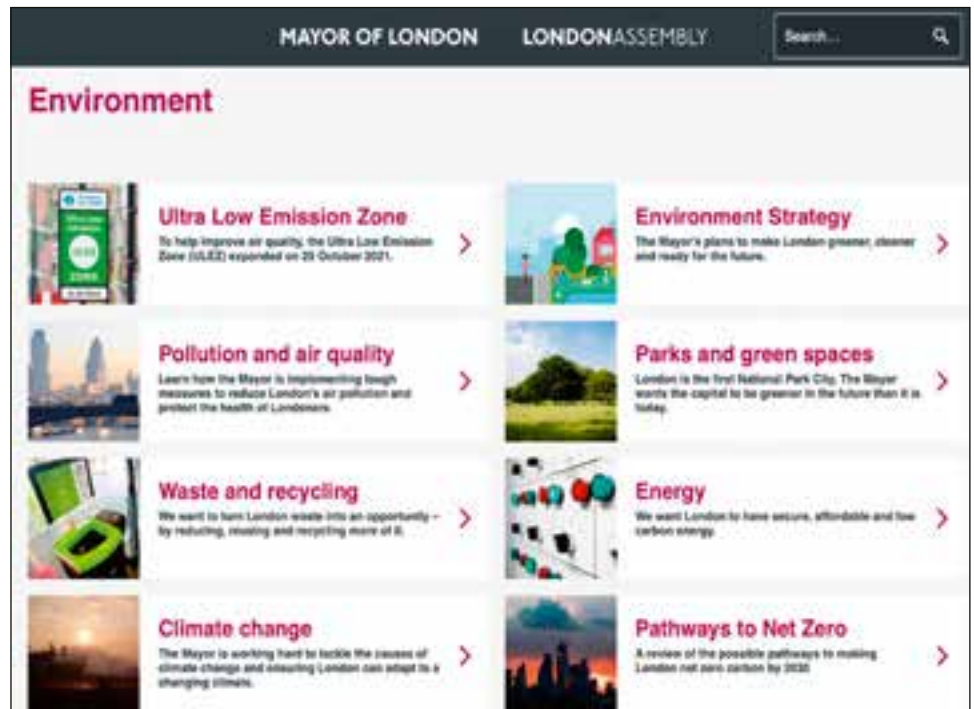 MAYOR OF LONDON
LONDONASSEMBLY
Search...
Environment
Ultra Low Emission Zone
To help improve air quality, the Ultra Low Emission
Zone (ULEZ) expanded on 25 October 2021.
Environment Strategy
The Mayor's plans to make London greener, cleaner
and ready for the future.
Pollution and air quality
Learn how the Mayor is implementing tough
measures to reduce London's air pollution and
protect the health of Londoners.
Parks and green spaces
London is the first National Park City. The Mayor
wants the capital to be greener in the future than it is
today.
Waste and recycling
We want to turn London waste into an opportunity –
by reducing, reusing and recycling more of it.
Energy
We want London to have secure, affordable and low
carbon energy.
Climate change
The Mayor is working hard to tackle the causes of
climate change and ensuring London can adapt to a
changing climate.
Pathways to Net Zero
A review of the possible pathways to making
London net zero carbon by 2030